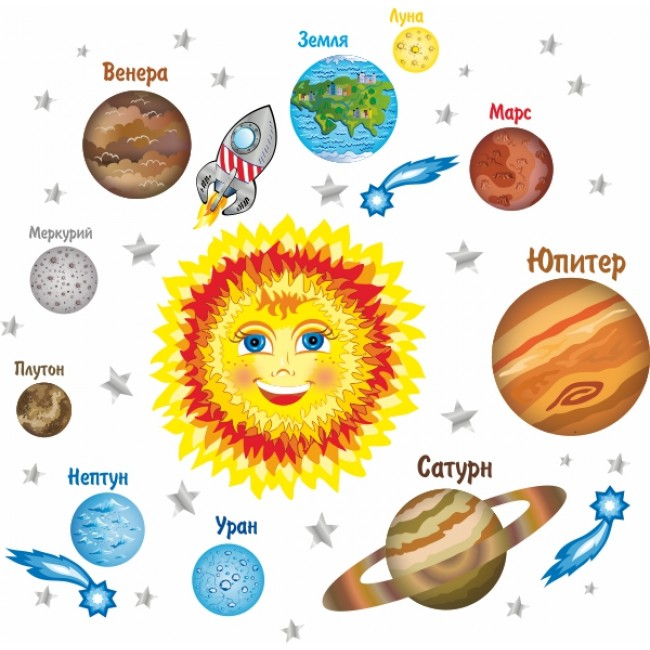 Луна
Земля
Венера
Марс
Меркурий
Юпитер
Плутон
Сатурн
Нептун
Уран